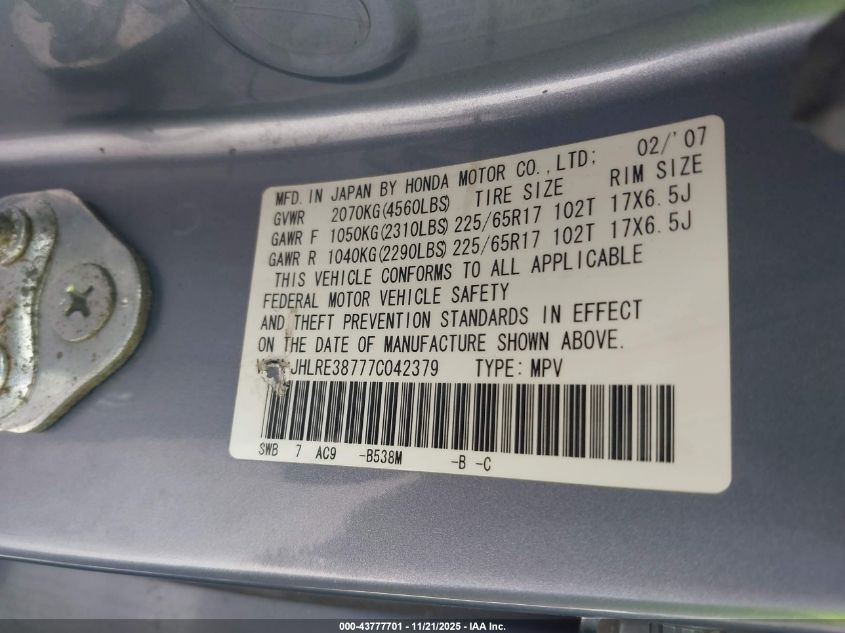 MFD. IN JAPAN BY HONDA MOTOR CO.,LTD; 02/'07
GVWR 2070KG(4560LBS) TIRE SIZE RIM SIZE
GAWR F 1050KG(2310LBS) 225/65R17 102T 17X6.5J
GAWR R 1040KG(2290LBS) 225/65R17 102T 17X6.5J
THIS VEHICLE CONFORMS TO ALL APPLICABLE
FEDERAL MOTOR VEHICLE SAFETY
AND THEFT PREVENTION STANDARDS IN EFFECT
ON THE DATE OF MANUFACTURE SHOWN ABOVE.
JHLRE38777C042379 TYPE: MPV
SWB 7 AC9 -B538M -B -C
000-43777701 - 11/21/2025 - IAA Inc.